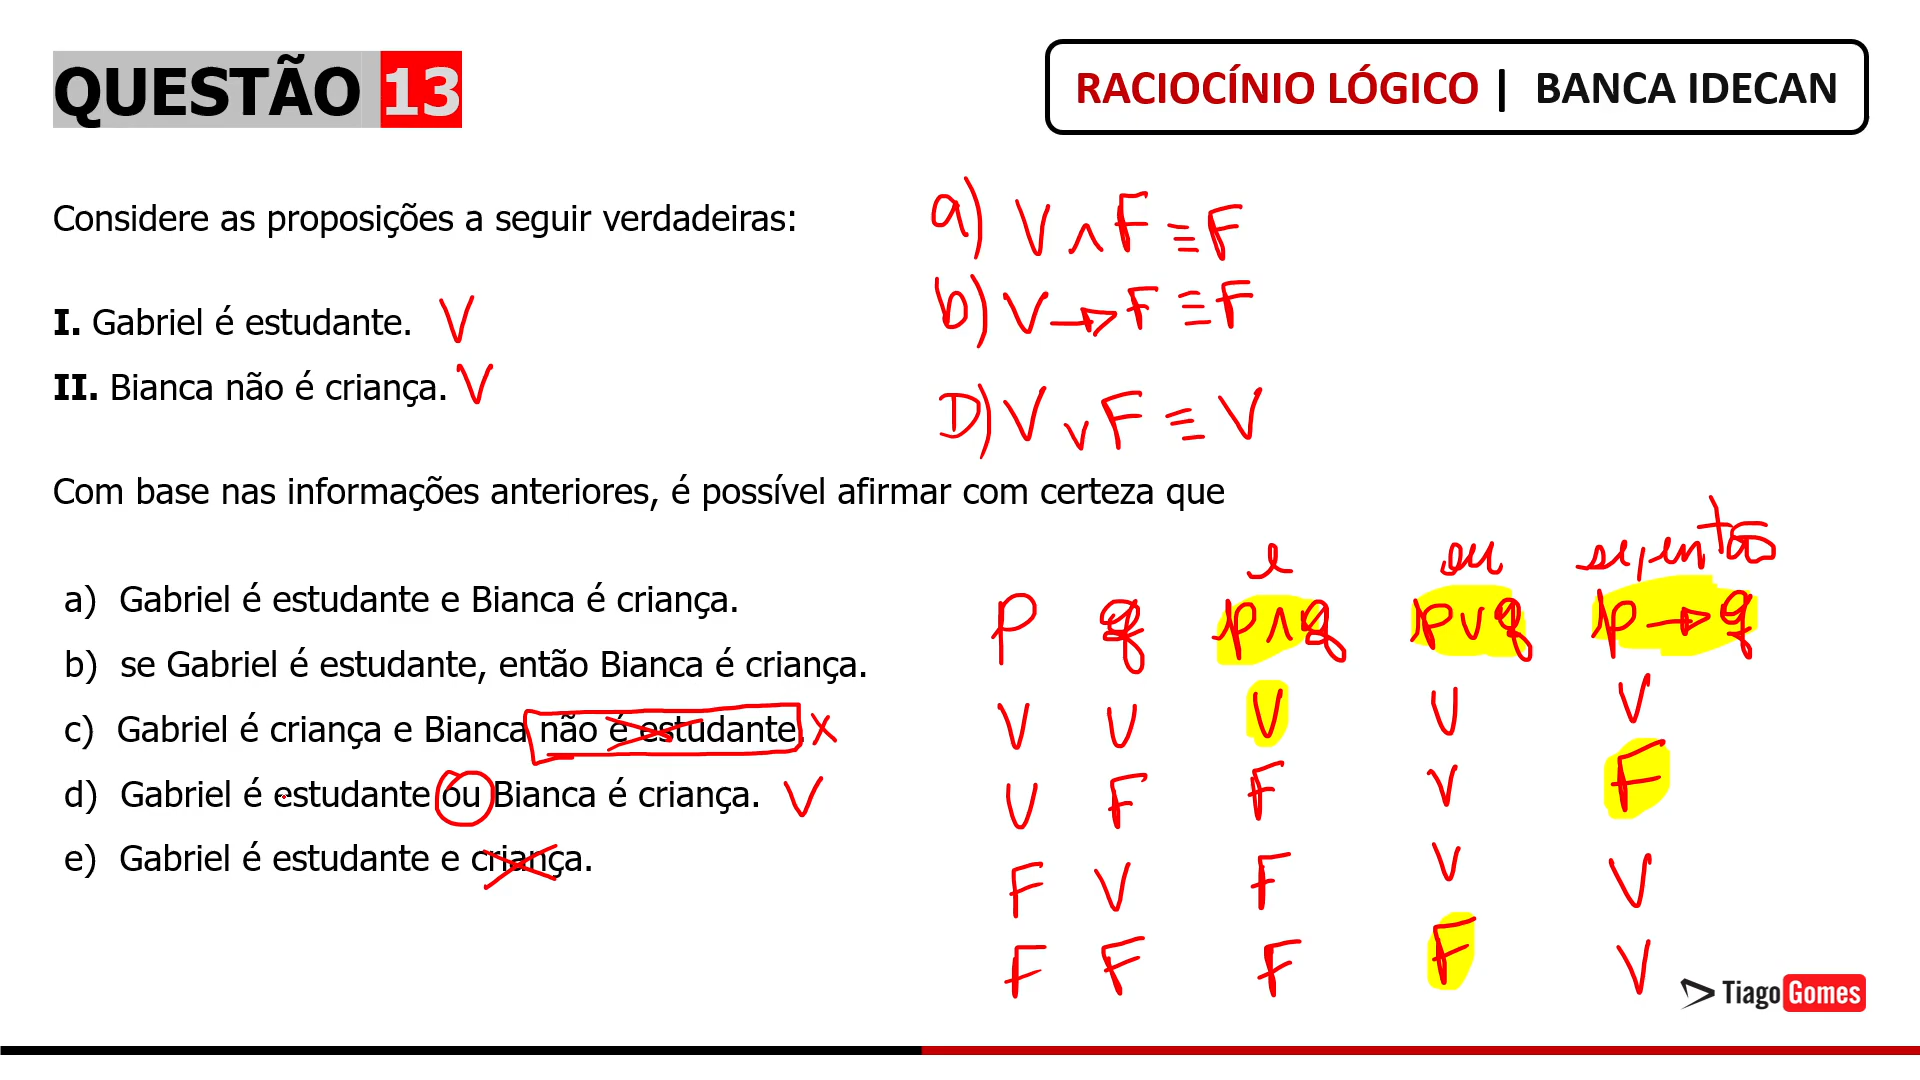 QUESTÃO 13
RACIOCÍNIO LÓGICO | BANCA IDECAN
Considere as proposições a seguir verdadeiras:
I. Gabriel é estudante. V
II. Bianca não é criança. V
a) V ∧ F ≡ F
b) V → F ≡ F
D) V ∨ F ≡ V
Com base nas informações anteriores, é possível afirmar com certeza que
a) Gabriel é estudante e Bianca é criança.
b) se Gabriel é estudante, então Bianca é criança.
c) Gabriel é criança e Bianca não é estudante. X
d) Gabriel é estudante ou Bianca é criança. V
e) Gabriel é estudante e criança.
e ou se, então
P q p∧q p∨q p→q
V V V V V
V F F V F
F V F V V
F F F F V
Tiago Gomes